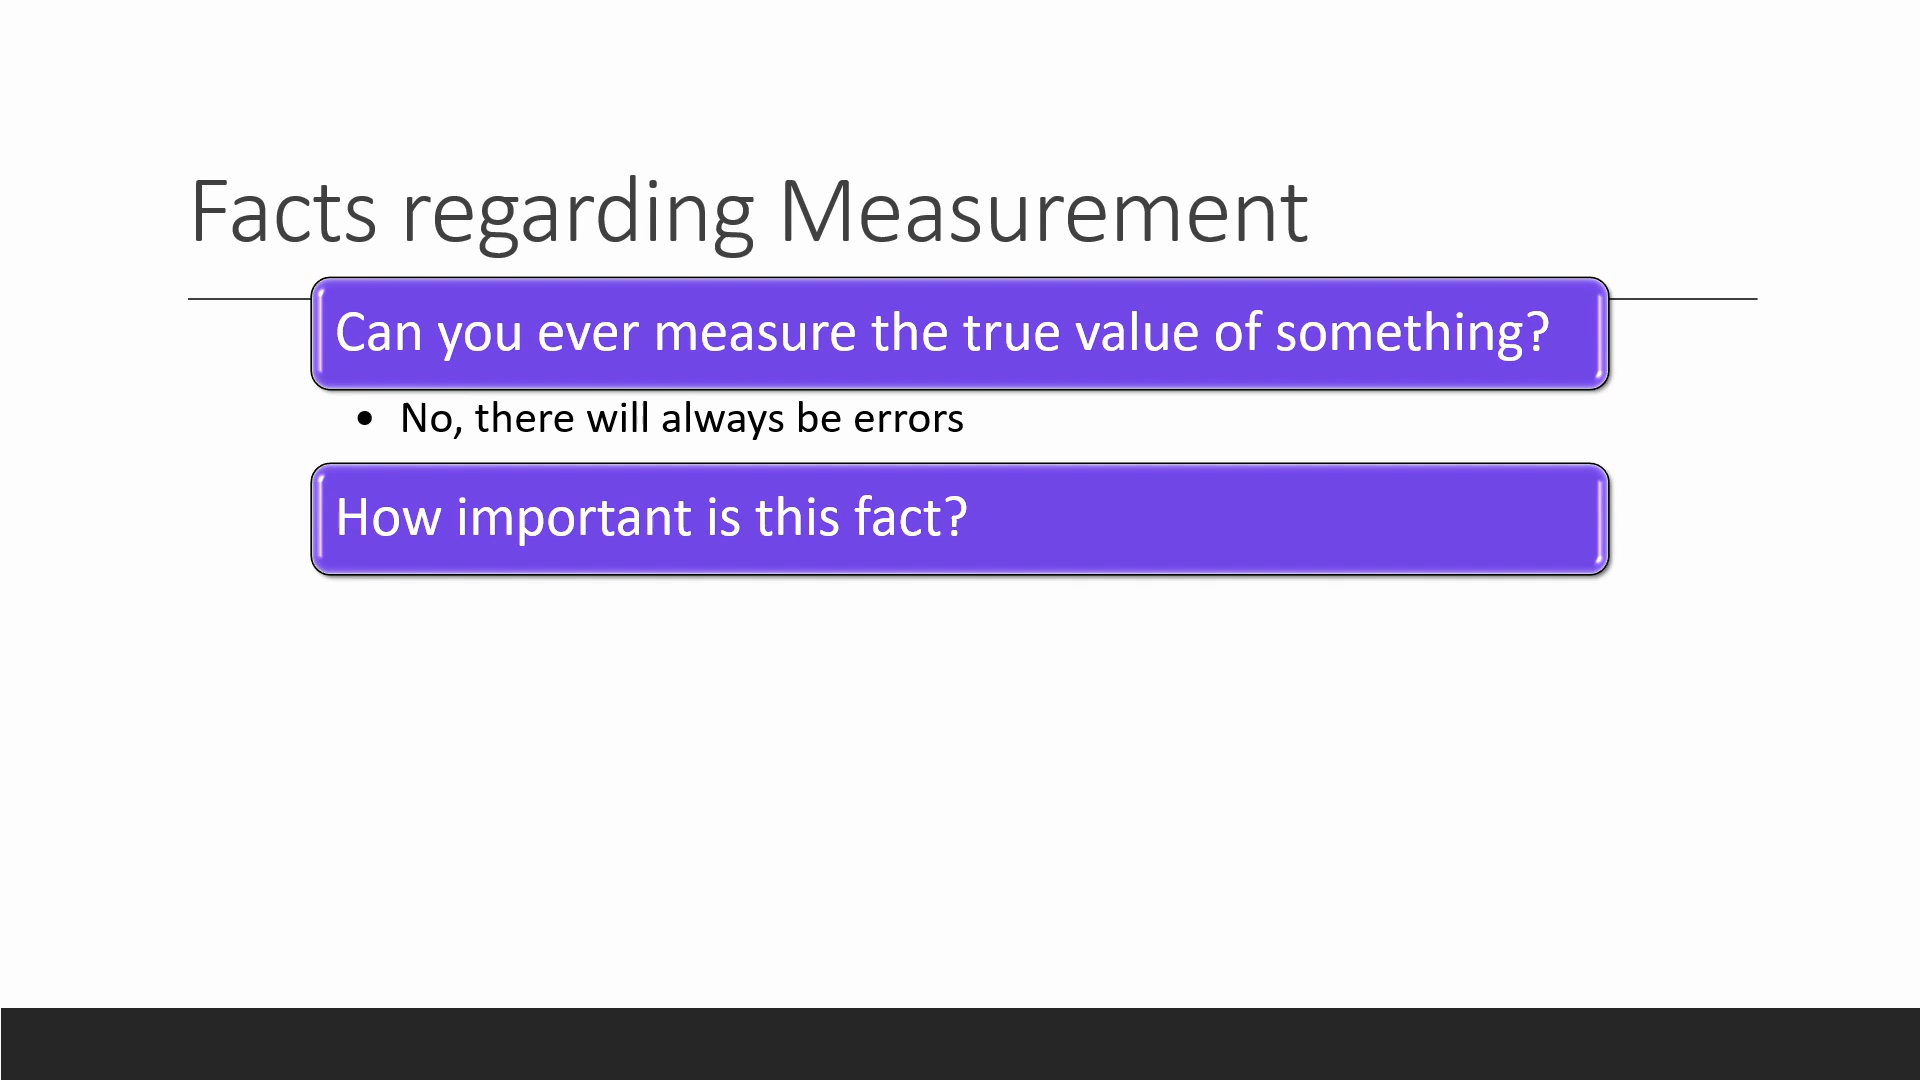 Facts regarding Measurement
Can you ever measure the true value of something?
• No, there will always be errors
How important is this fact?